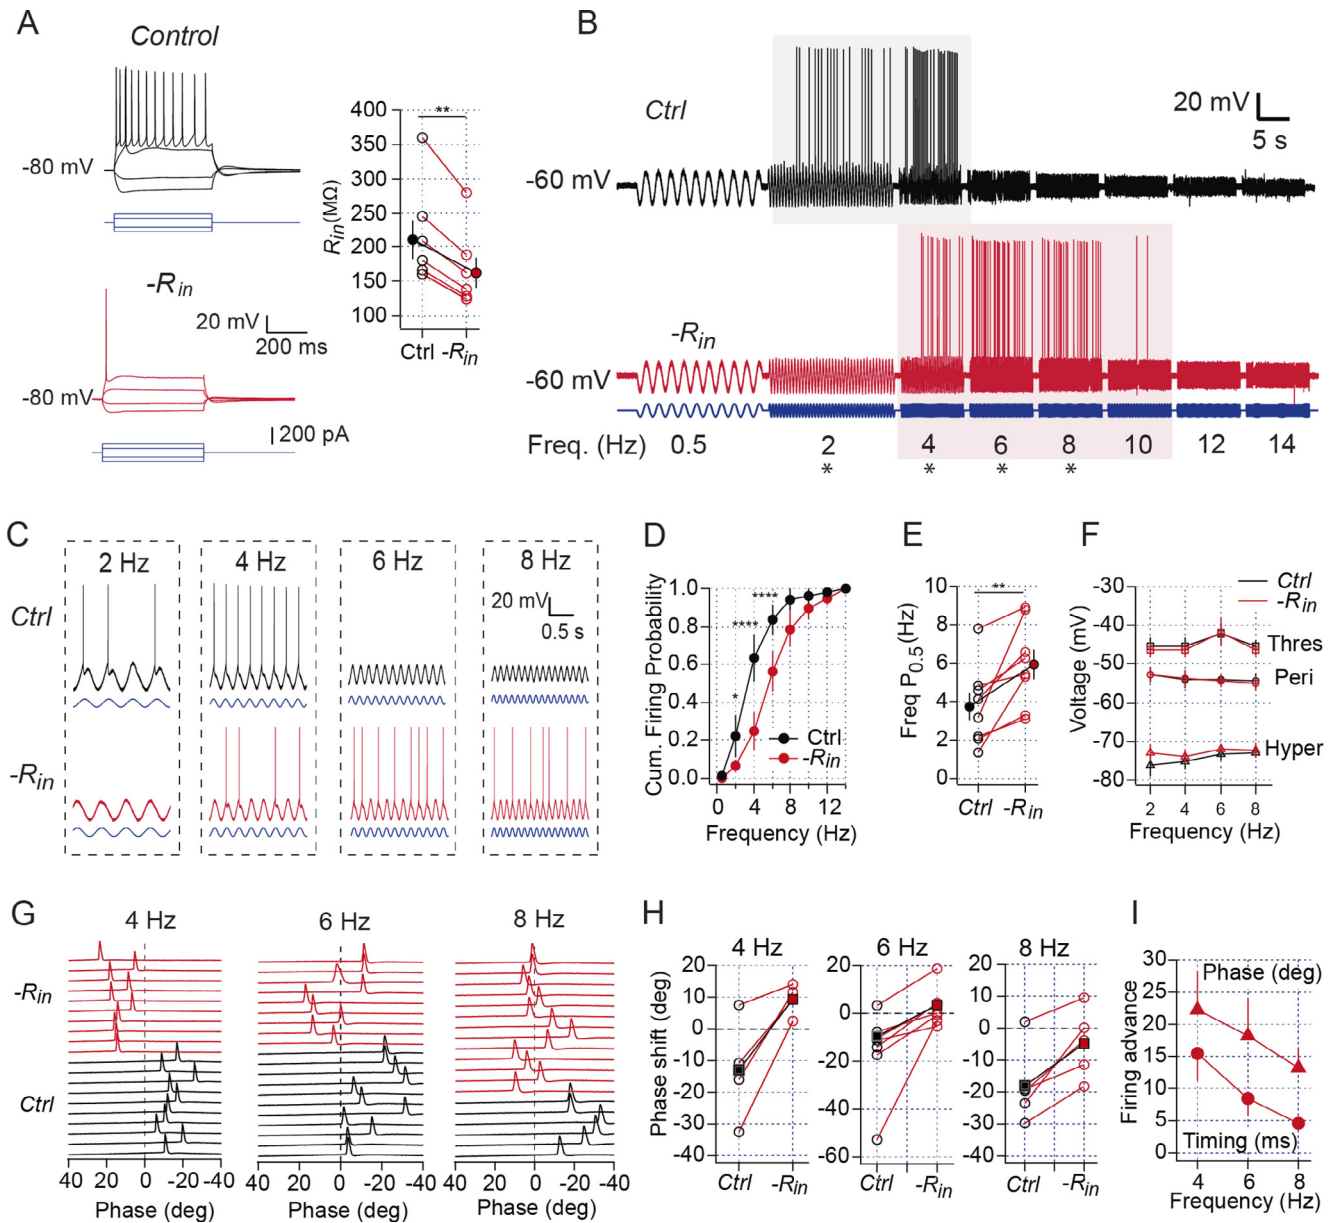 A
Control
-80 mV
-Rin
20 mV
200 ms
-80 mV
200 pA
Rin(MΩ)
400
350
300
250
200
150
100
**
Ctrl -Rin
B
Ctrl
20 mV
5 s
-60 mV
-Rin
-60 mV
Freq. (Hz) 0.5 2 4 6 8 10 12 14
* * * *
C
2 Hz 4 Hz 6 Hz 8 Hz
Ctrl
20 mV
0.5 s
-Rin
D
Cum. Firing Probability
1.0
0.8
0.6
0.4
0.2
0.0
* **** ****
Ctrl
-Rin
0 4 8 12
Frequency (Hz)
E
Freq P0.5(Hz)
10
8
6
4
2
0
**
Ctrl -Rin
F
Ctrl
-Rin
Voltage (mV)
-30
-40
-50
-60
-70
-80
Thres
Peri
Hyper
2 4 6 8
Frequency (Hz)
G
4 Hz 6 Hz 8 Hz
-Rin
Ctrl
40 20 0 -20 -40
40 20 0 -20 -40
40 20 0 -20 -40
Phase (deg) Phase (deg) Phase (deg)
H
4 Hz 6 Hz 8 Hz
Phase shift (deg)
20
10
0
-10
-20
-30
-40
20
0
-20
-40
-60
20
10
0
-10
-20
-30
-40
Ctrl -Rin
Ctrl -Rin
Ctrl -Rin
I
Firing advance
30
25
20
15
10
5
0
Phase (deg)
Timing (ms)
4 6 8
Frequency (Hz)